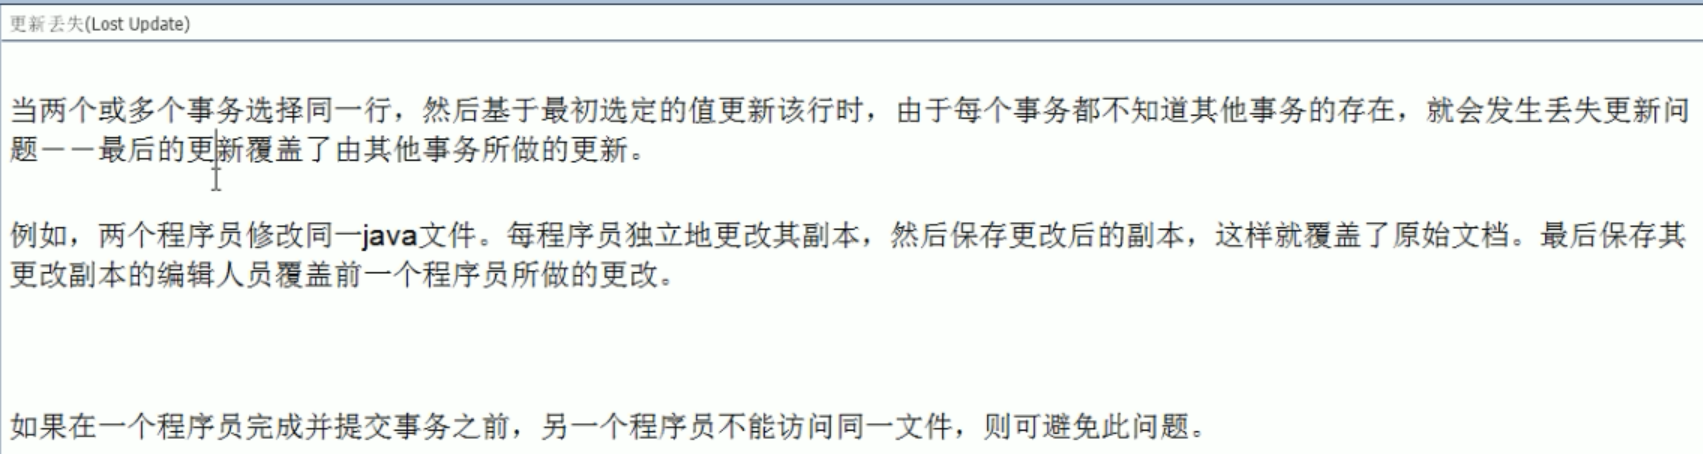 更新丢失(Lost Update)
当两个或多个事务选择同一行，然后基于最初选定的值更新该行时，由于每个事务都不知道其他事务的存在，就会发生丢失更新问
题－－最后的更新覆盖了由其他事务所做的更新。
例如，两个程序员修改同一java文件。每程序员独立地更改其副本，然后保存更改后的副本，这样就覆盖了原始文档。最后保存其
更改副本的编辑人员覆盖前一个程序员所做的更改。
如果在一个程序员完成并提交事务之前，另一个程序员不能访问同一文件，则可避免此问题。